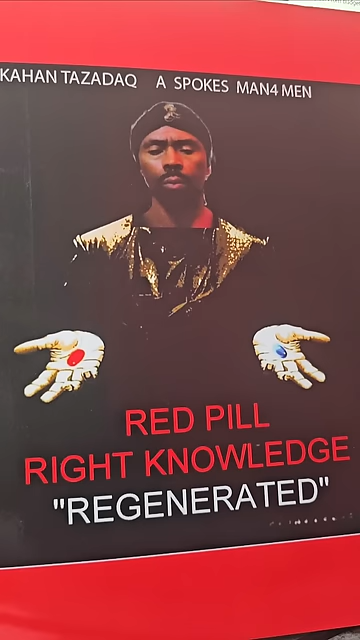 KAHAN TAZADAQ A SPOKES MAN4 MEN
RED PILL
RIGHT KNOWLEDGE
"REGENERATED"